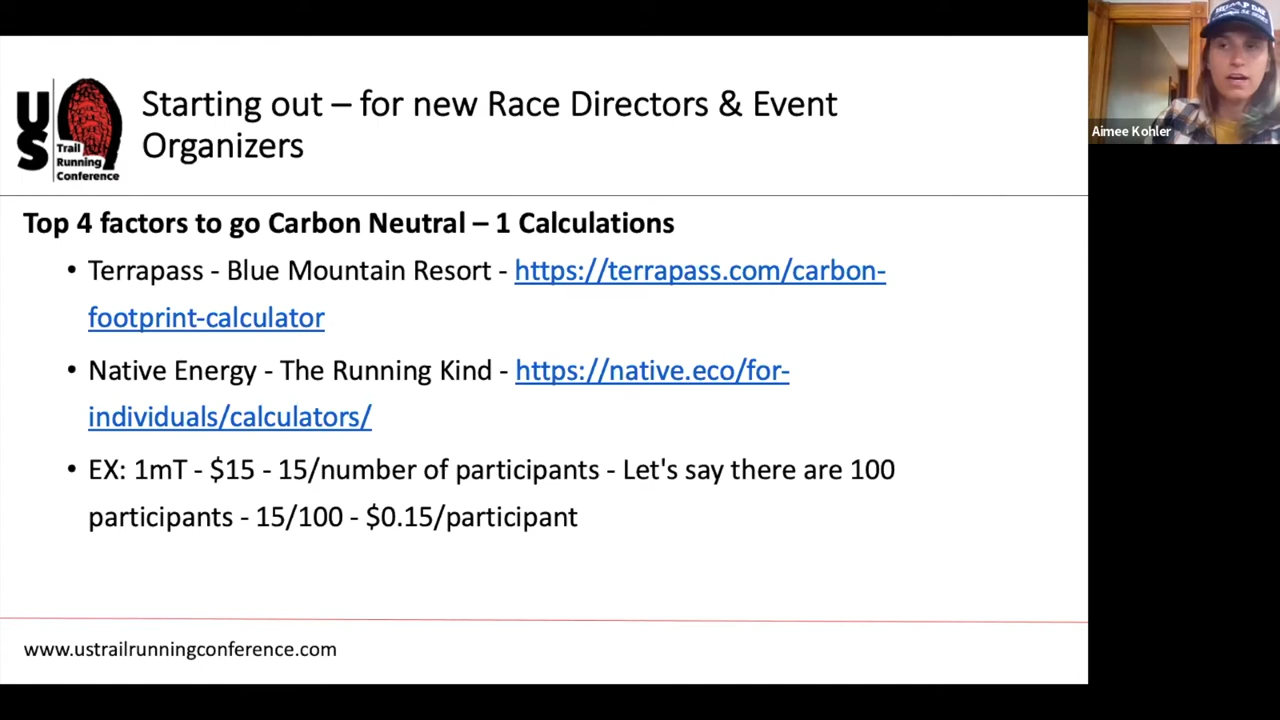 US
Trail
Running
Conference
Starting out – for new Race Directors & Event
Organizers
Top 4 factors to go Carbon Neutral – 1 Calculations
• Terrapass - Blue Mountain Resort - https://terrapass.com/carbon-
footprint-calculator
• Native Energy - The Running Kind - https://native.eco/for-
individuals/calculators/
• EX: 1mT - $15 - 15/number of participants - Let's say there are 100
participants - 15/100 - $0.15/participant
www.ustrailrunningconference.com
Aimee Kohler